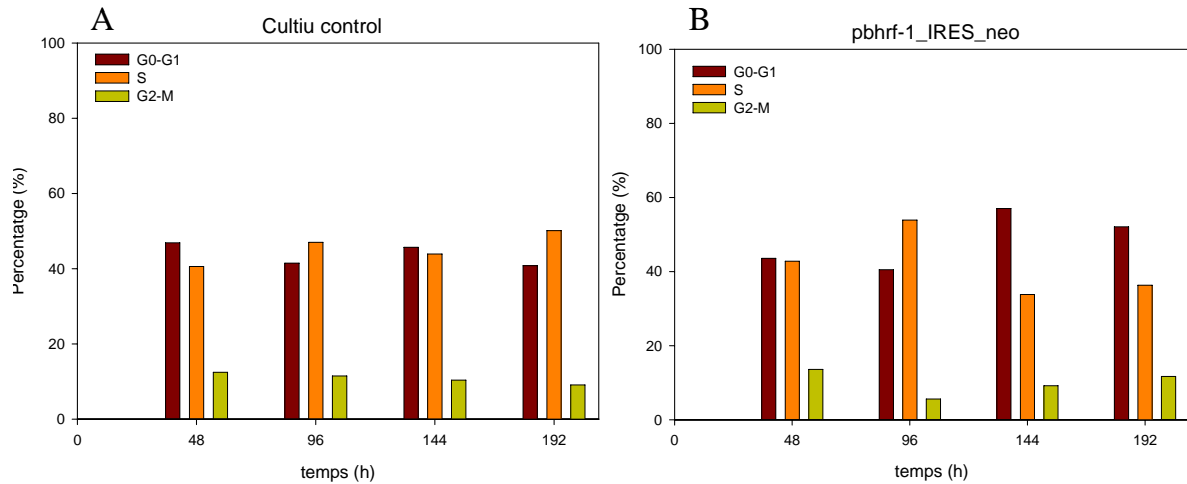 A
Cultiu control
100
80
60
40
20
0
Percentatge (%)
G0-G1
S
G2-M
0 48 96 144 192
temps (h)
B
pbhrf-1_IRES_neo
100
80
60
40
20
0
Percentatge (%)
G0-G1
S
G2-M
0 48 96 144 192
temps (h)